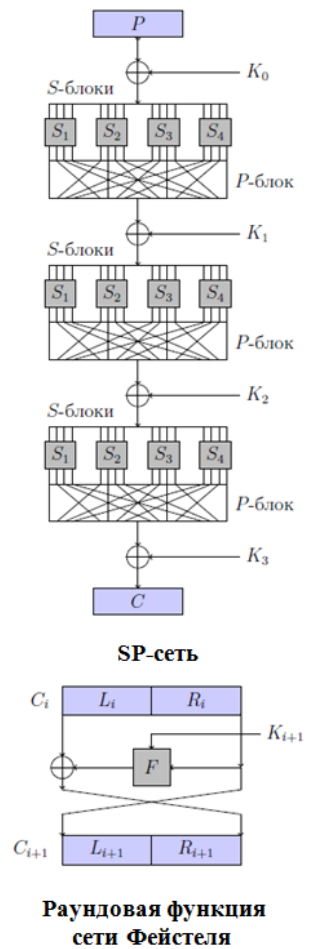 P
K₀
S-блоки
S₁ S₂ S₃ S₄
P-блок
K₁
S-блоки
S₁ S₂ S₃ S₄
P-блок
K₂
S-блоки
S₁ S₂ S₃ S₄
P-блок
K₃
C
SP-сеть
Cᵢ Lᵢ Rᵢ
Kᵢ₊₁
F
Cᵢ₊₁ Lᵢ₊₁ Rᵢ₊₁
Раундовая функция
сети Фейстеля